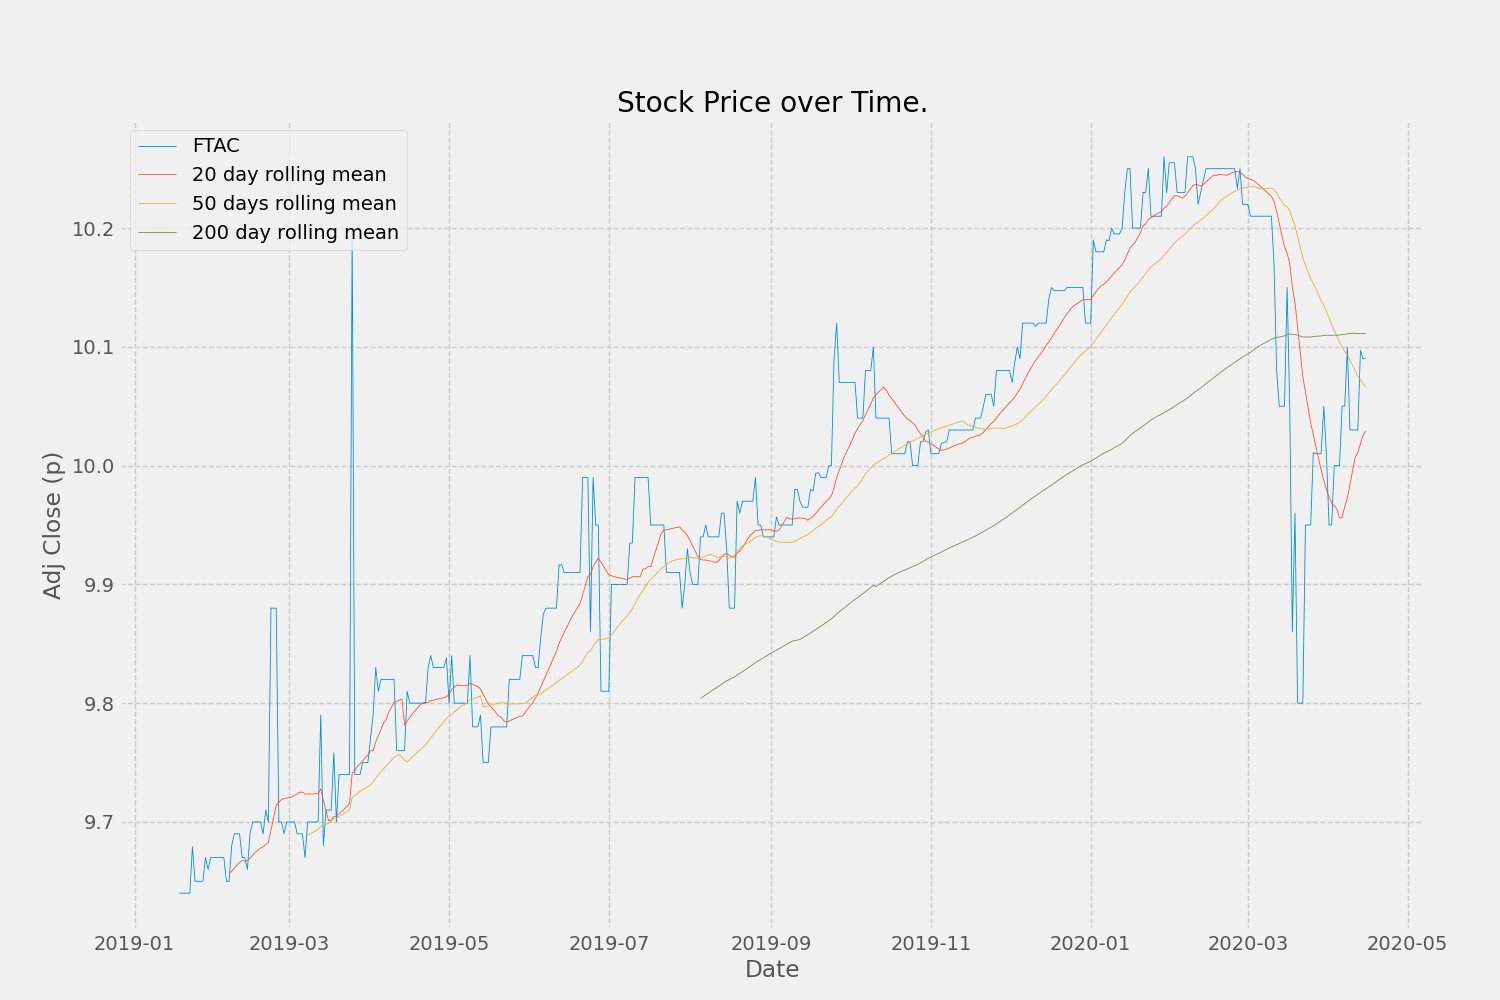 Stock Price over Time.
FTAC
20 day rolling mean
50 days rolling mean
200 day rolling mean
Adj Close (p)
10.2
10.1
10.0
9.9
9.8
9.7
2019-01 2019-03 2019-05 2019-07 2019-09 2019-11 2020-01 2020-03 2020-05
Date